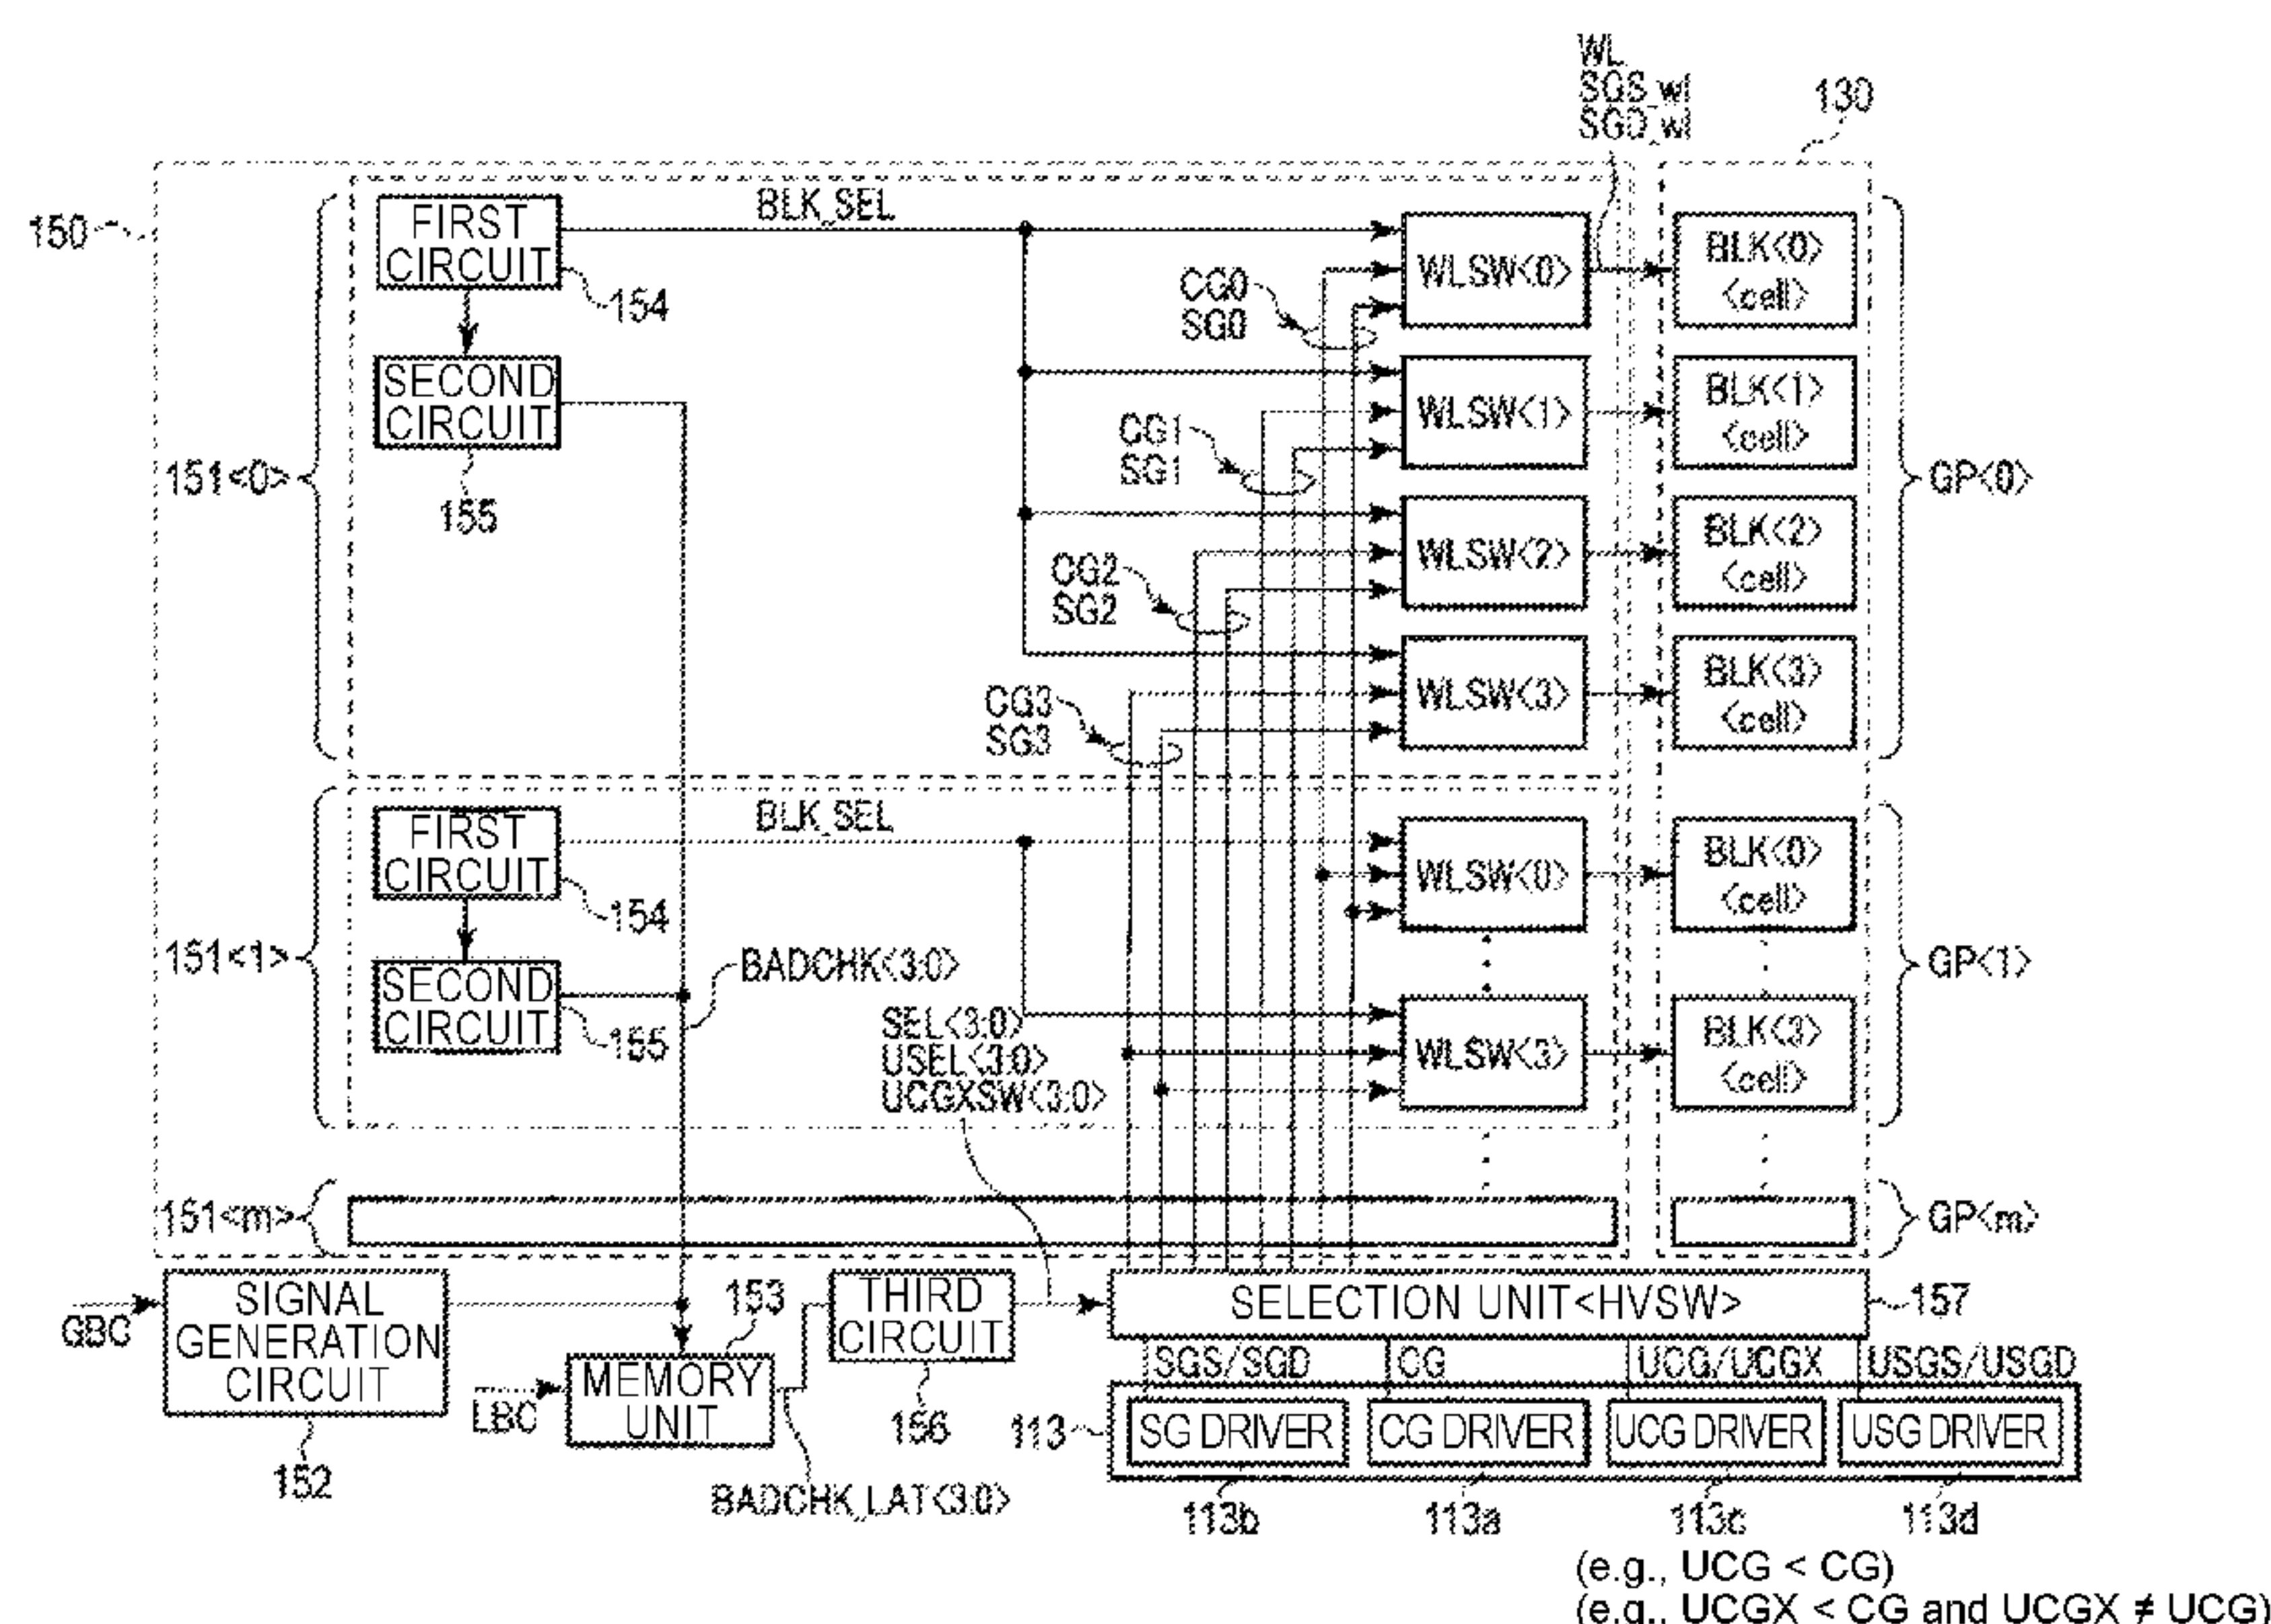 WL
SGS_wl
SGD_wl
130
150
151<0>
FIRST
CIRCUIT
154
BLK_SEL
SECOND
CIRCUIT
155
CG0
SG0
CG1
SG1
CG2
SG2
CG3
SG3
WLSW<0>
WLSW<1>
WLSW<2>
WLSW<3>
BLK<0>
<cell>
BLK<1>
<cell>
BLK<2>
<cell>
BLK<3>
<cell>
GP<0>
151<1>
FIRST
CIRCUIT
154
BLK_SEL
SECOND
CIRCUIT
155
BADCHK<3:0>
SEL<3:0>
USEL<3:0>
UCGXSW<3:0>
WLSW<0>
WLSW<3>
BLK<0>
<cell>
BLK<3>
<cell>
GP<1>
151<m>
GP<m>
GBC
SIGNAL
GENERATION
CIRCUIT
152
LBC
153
MEMORY
UNIT
BADCHK_LAT<3:0>
THIRD
CIRCUIT
156
SELECTION UNIT<HVSW>
157
SGS/SGD
CG
UCG/UCGX
USGS/USGD
113
SG DRIVER
CG DRIVER
UCG DRIVER
USG DRIVER
113b
113a
113c
113d
(e.g., UCG < CG)
(e.g., UCGX < CG and UCGX ≠ UCG)